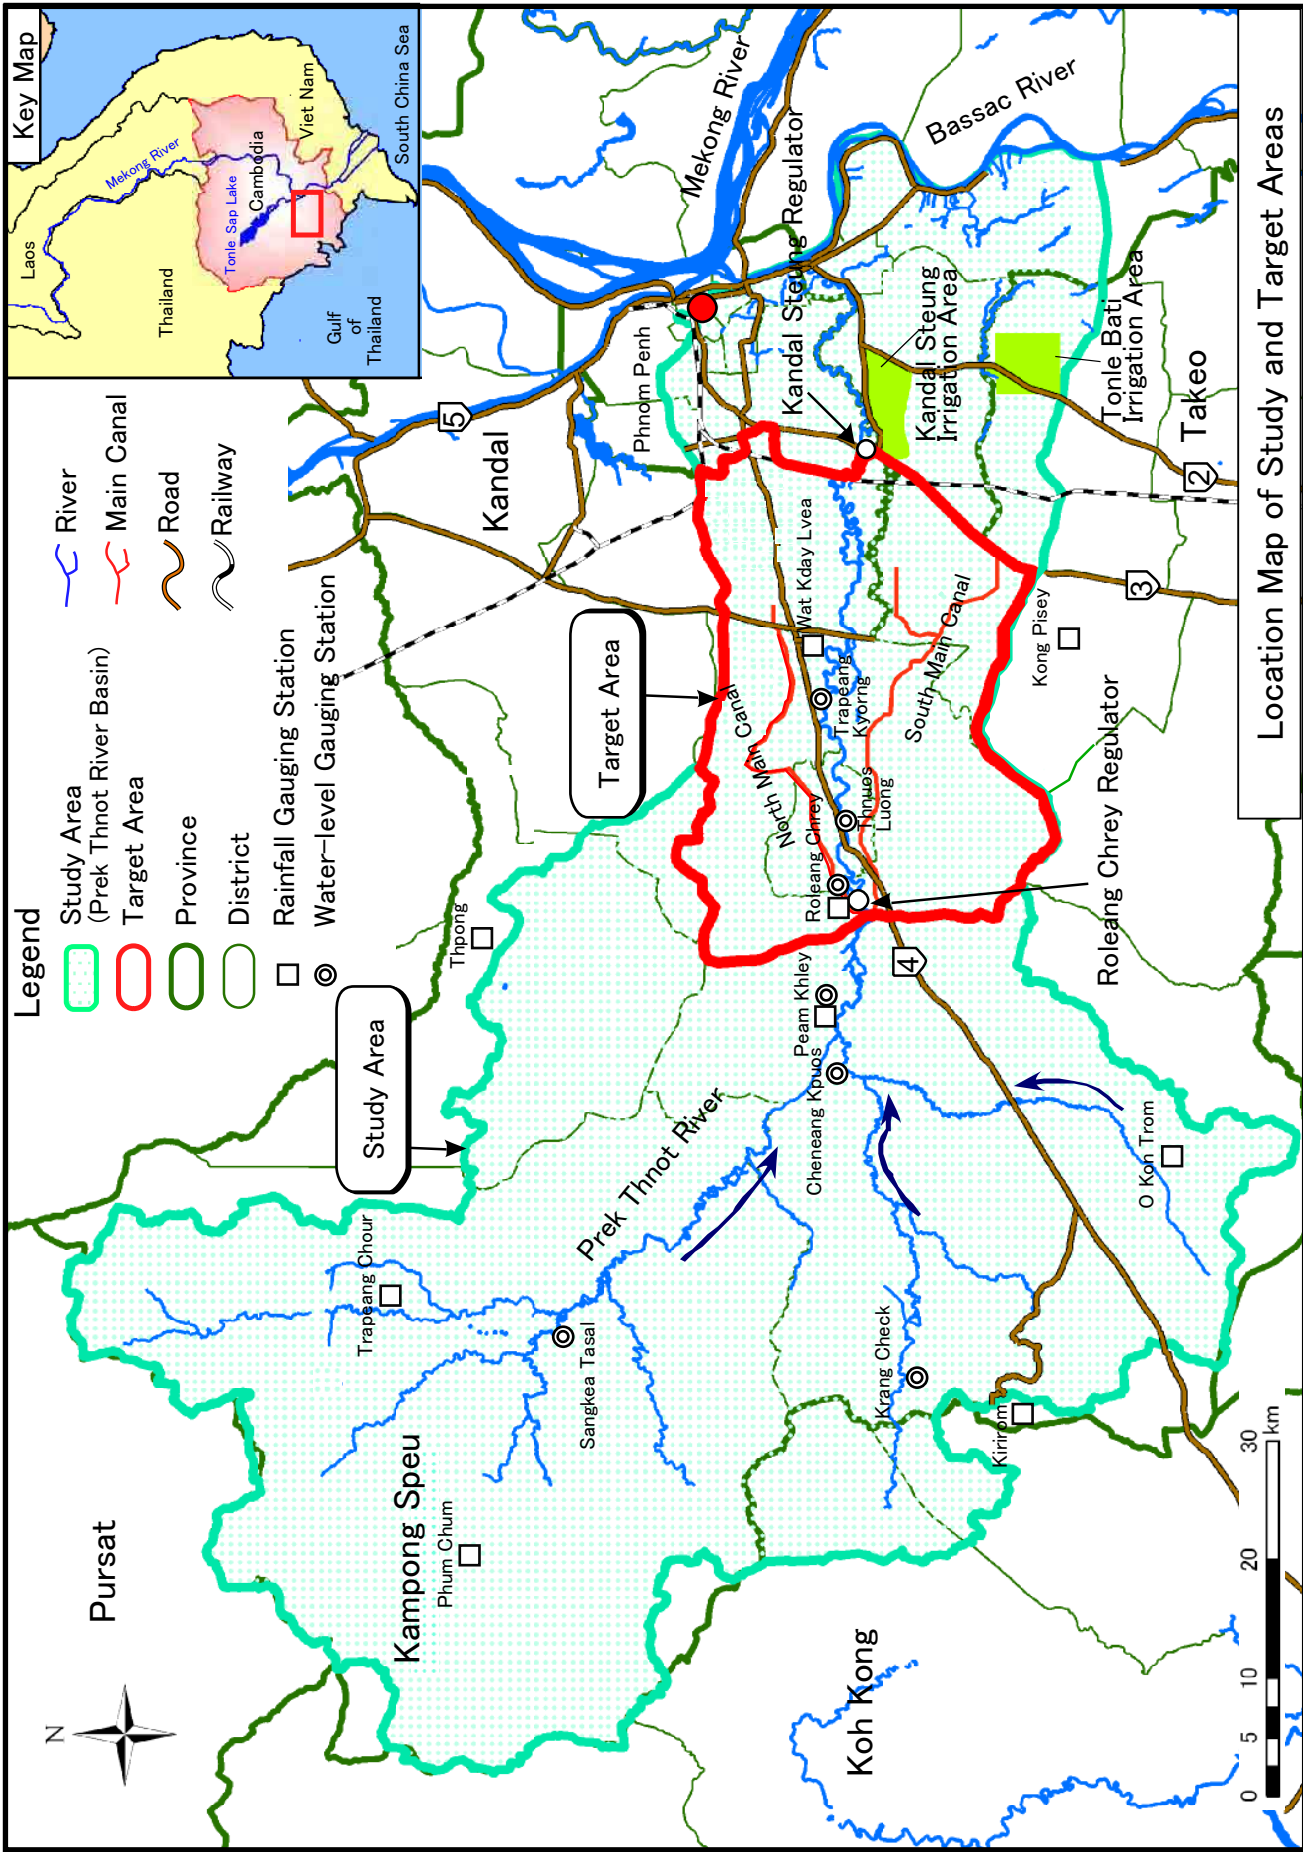 Key Map
Laos
Mekong River
Thailand
Tonle Sap Lake
Cambodia
Viet Nam
Gulf
of
Thailand
South China Sea
Legend
Study Area
(Prek Thnot River Basin)
Target Area
Province
District
Rainfall Gauging Station
Water-level Gauging Station
River
Main Canal
Road
Railway
N
Pursat
Kampong Speu
Phum Chum
Trapeang Chour
Sangkea Tasal
Study Area
Thpong
Target Area
Kandal
5
Phnom Penh
Mekong River
Bassac River
Prek Thnot River
Cheneang Kpuos
Peam Khley
Roleang Chrey
North Main Canal
Thnuos
Luong
Trapeang
Kyorng
Wat Kday Lvea
South Main Canal
Kandal Steung Regulator
Kandal Steung
Irrigation Area
Tonle Bati
Irrigation Area
Takeo
2
3
4
Kong Pisey
Roleang Chrey Regulator
O Kon Trom
Krang Check
Kirirom
Koh Kong
0
5
10
20
30
km
Location Map of Study and Target Areas